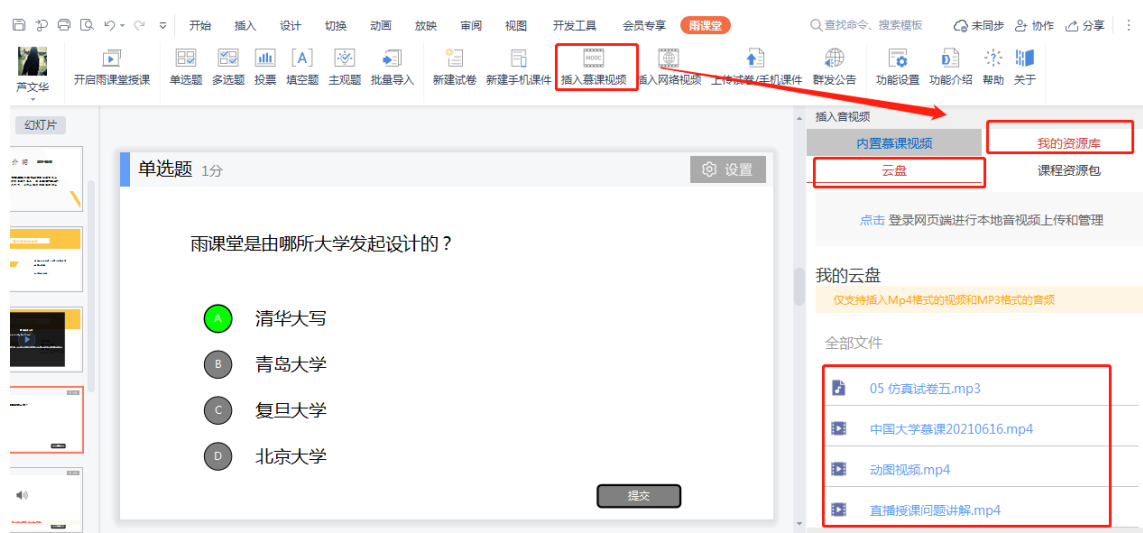 开始 插入 设计 切换 动画 放映 审阅 视图 开发工具 会员专享 雨课堂 查找命令、搜索模板 未同步 协作 分享
芦文华 开启雨课堂授课 单选题 多选题 投票 填空题 主观题 批量导入 新建试卷 新建手机课件 插入慕课视频 插入网络视频 上传试卷/手机课件 群发公告 功能设置 功能介绍 帮助 关于
幻灯片
插入音视频
内置慕课视频 我的资源库
云盘 课程资源包
单选题 1分 设置
点击 登录网页端进行本地音视频上传和管理
雨课堂是由哪所大学发起设计的？
我的云盘
仅支持插入Mp4格式的视频和MP3格式的音频
A 清华大写
全部文件
B 青岛大学
05 仿真试卷五.mp3
C 复旦大学
中国大学慕课20210616.mp4
D 北京大学
动图视频.mp4
提交
直播授课问题讲解.mp4